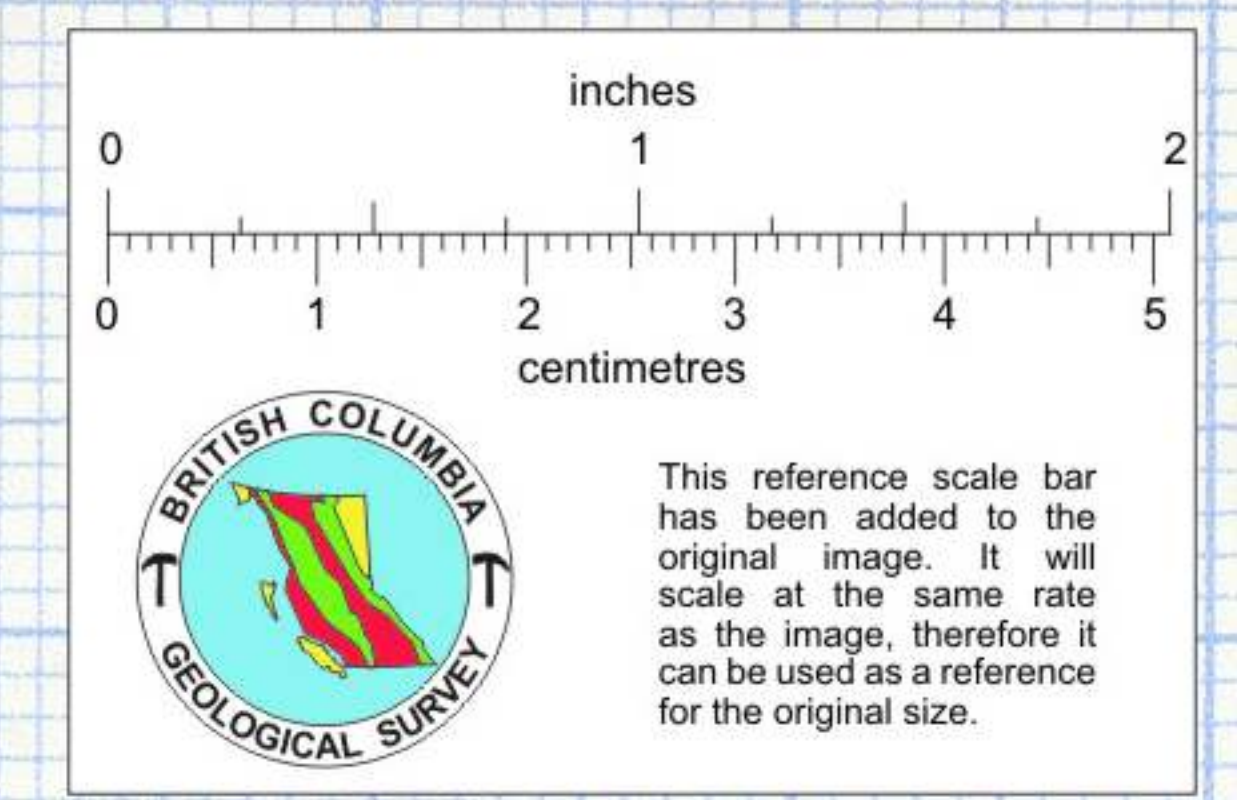 inches
0 1 2
0 1 2 3 4 5
centimetres
BRITISH COLUMBIA
GEOLOGICAL SURVEY
This reference scale bar
has been added to the
original image. It will
scale at the same rate
as the image, therefore it
can be used as a reference
for the original size.